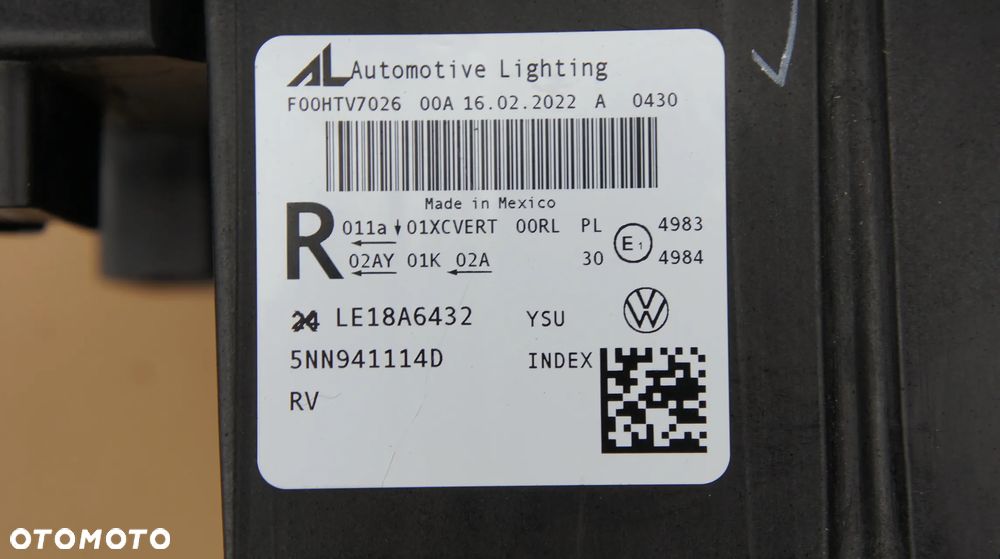 AL Automotive Lighting
F00HTV7026 00A 16.02.2022 A 0430
Made in Mexico
R 011a ↓ 01XCVERT 00RL PL E1 4983
02AY 01K 02A 30 4984
24 LE18A6432 YSU VW
5NN941114D INDEX
RV
OTOMOTO